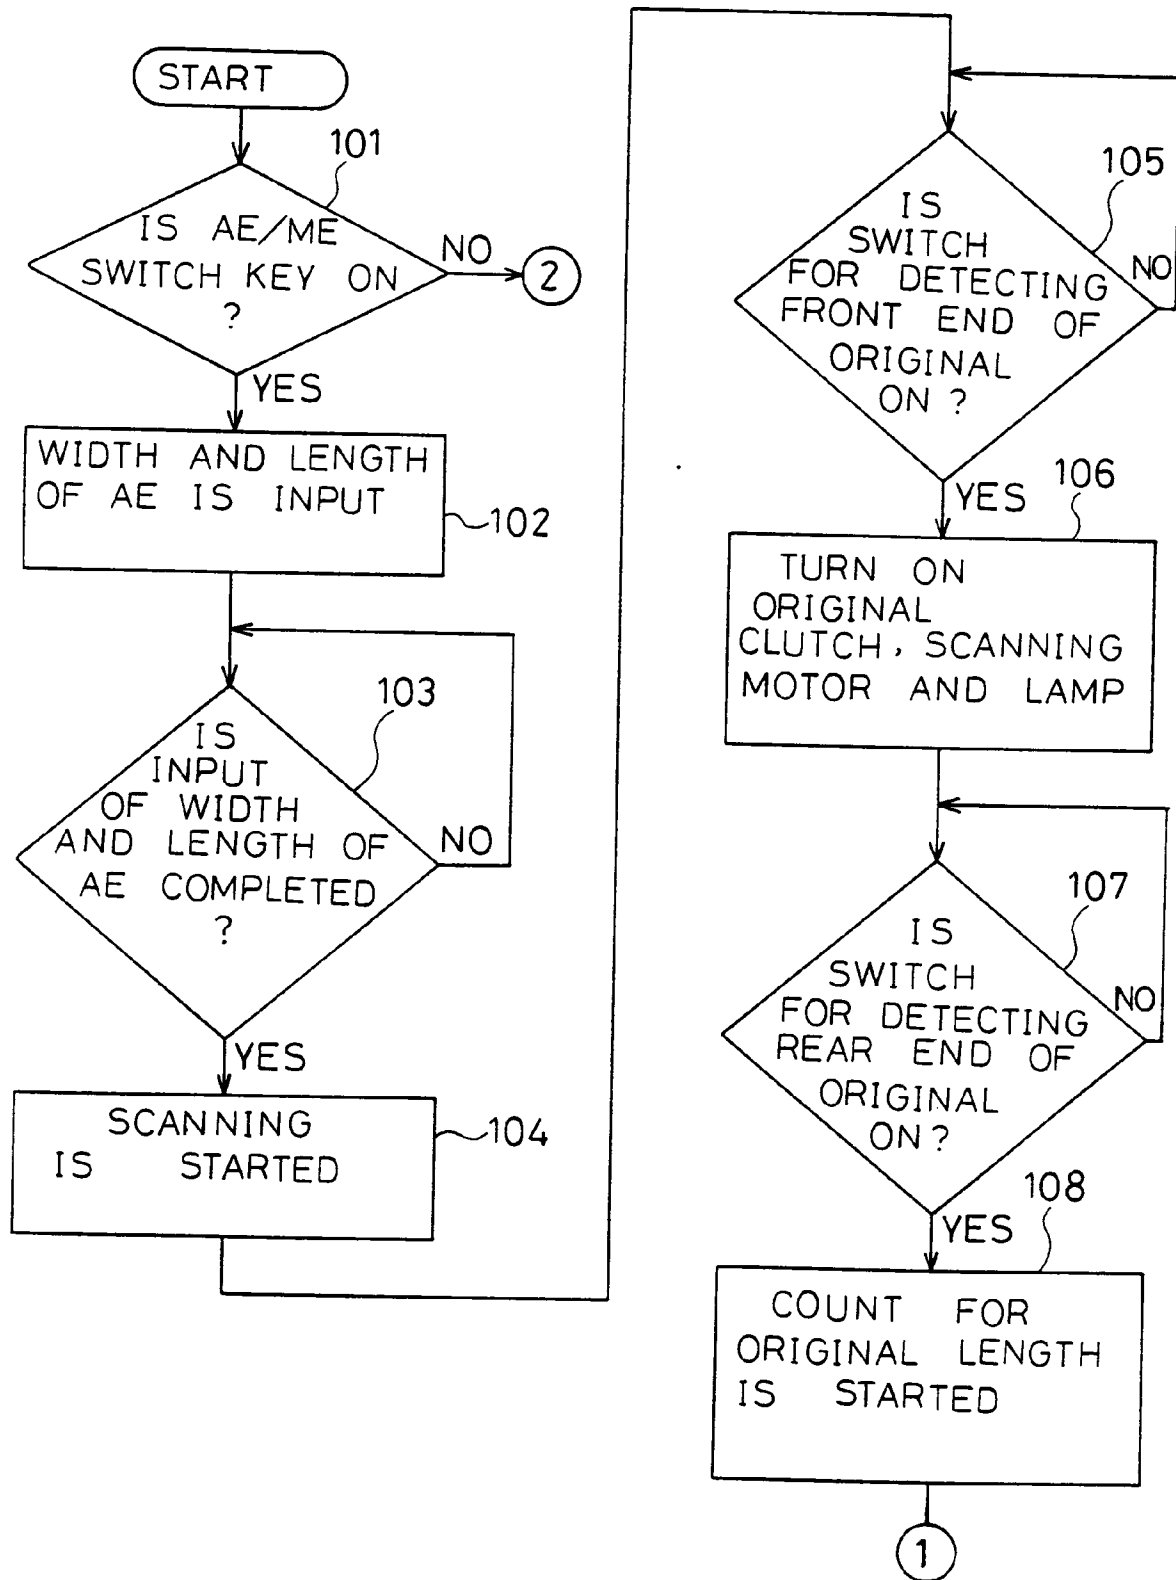 START
101
IS AE/ME
SWITCH KEY ON
?
NO
2
YES
WIDTH AND LENGTH
OF AE IS INPUT
102
103
IS
INPUT
OF WIDTH
AND LENGTH OF
AE COMPLETED
?
NO
YES
SCANNING
IS STARTED
104
105
IS
SWITCH
FOR DETECTING
FRONT END OF
ORIGINAL
ON?
NO
YES
106
TURN ON
ORIGINAL
CLUTCH, SCANNING
MOTOR AND LAMP
107
IS
SWITCH
FOR DETECTING
REAR END OF
ORIGINAL
ON?
NO
YES
108
COUNT FOR
ORIGINAL LENGTH
IS STARTED
1